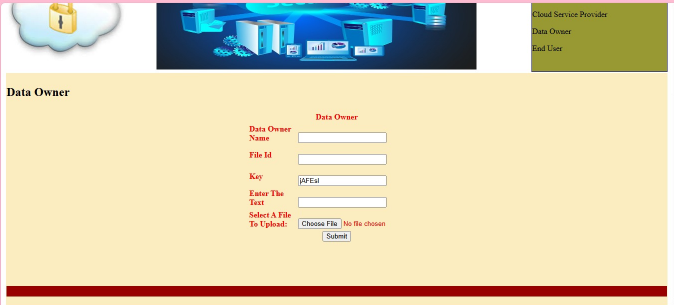 Cloud Service Provider
Data Owner
End User
Data Owner
Data Owner
Data Owner
Name
File Id
Key jAFEsI
Enter The
Text
Select A File
To Upload: Choose File No file chosen
Submit